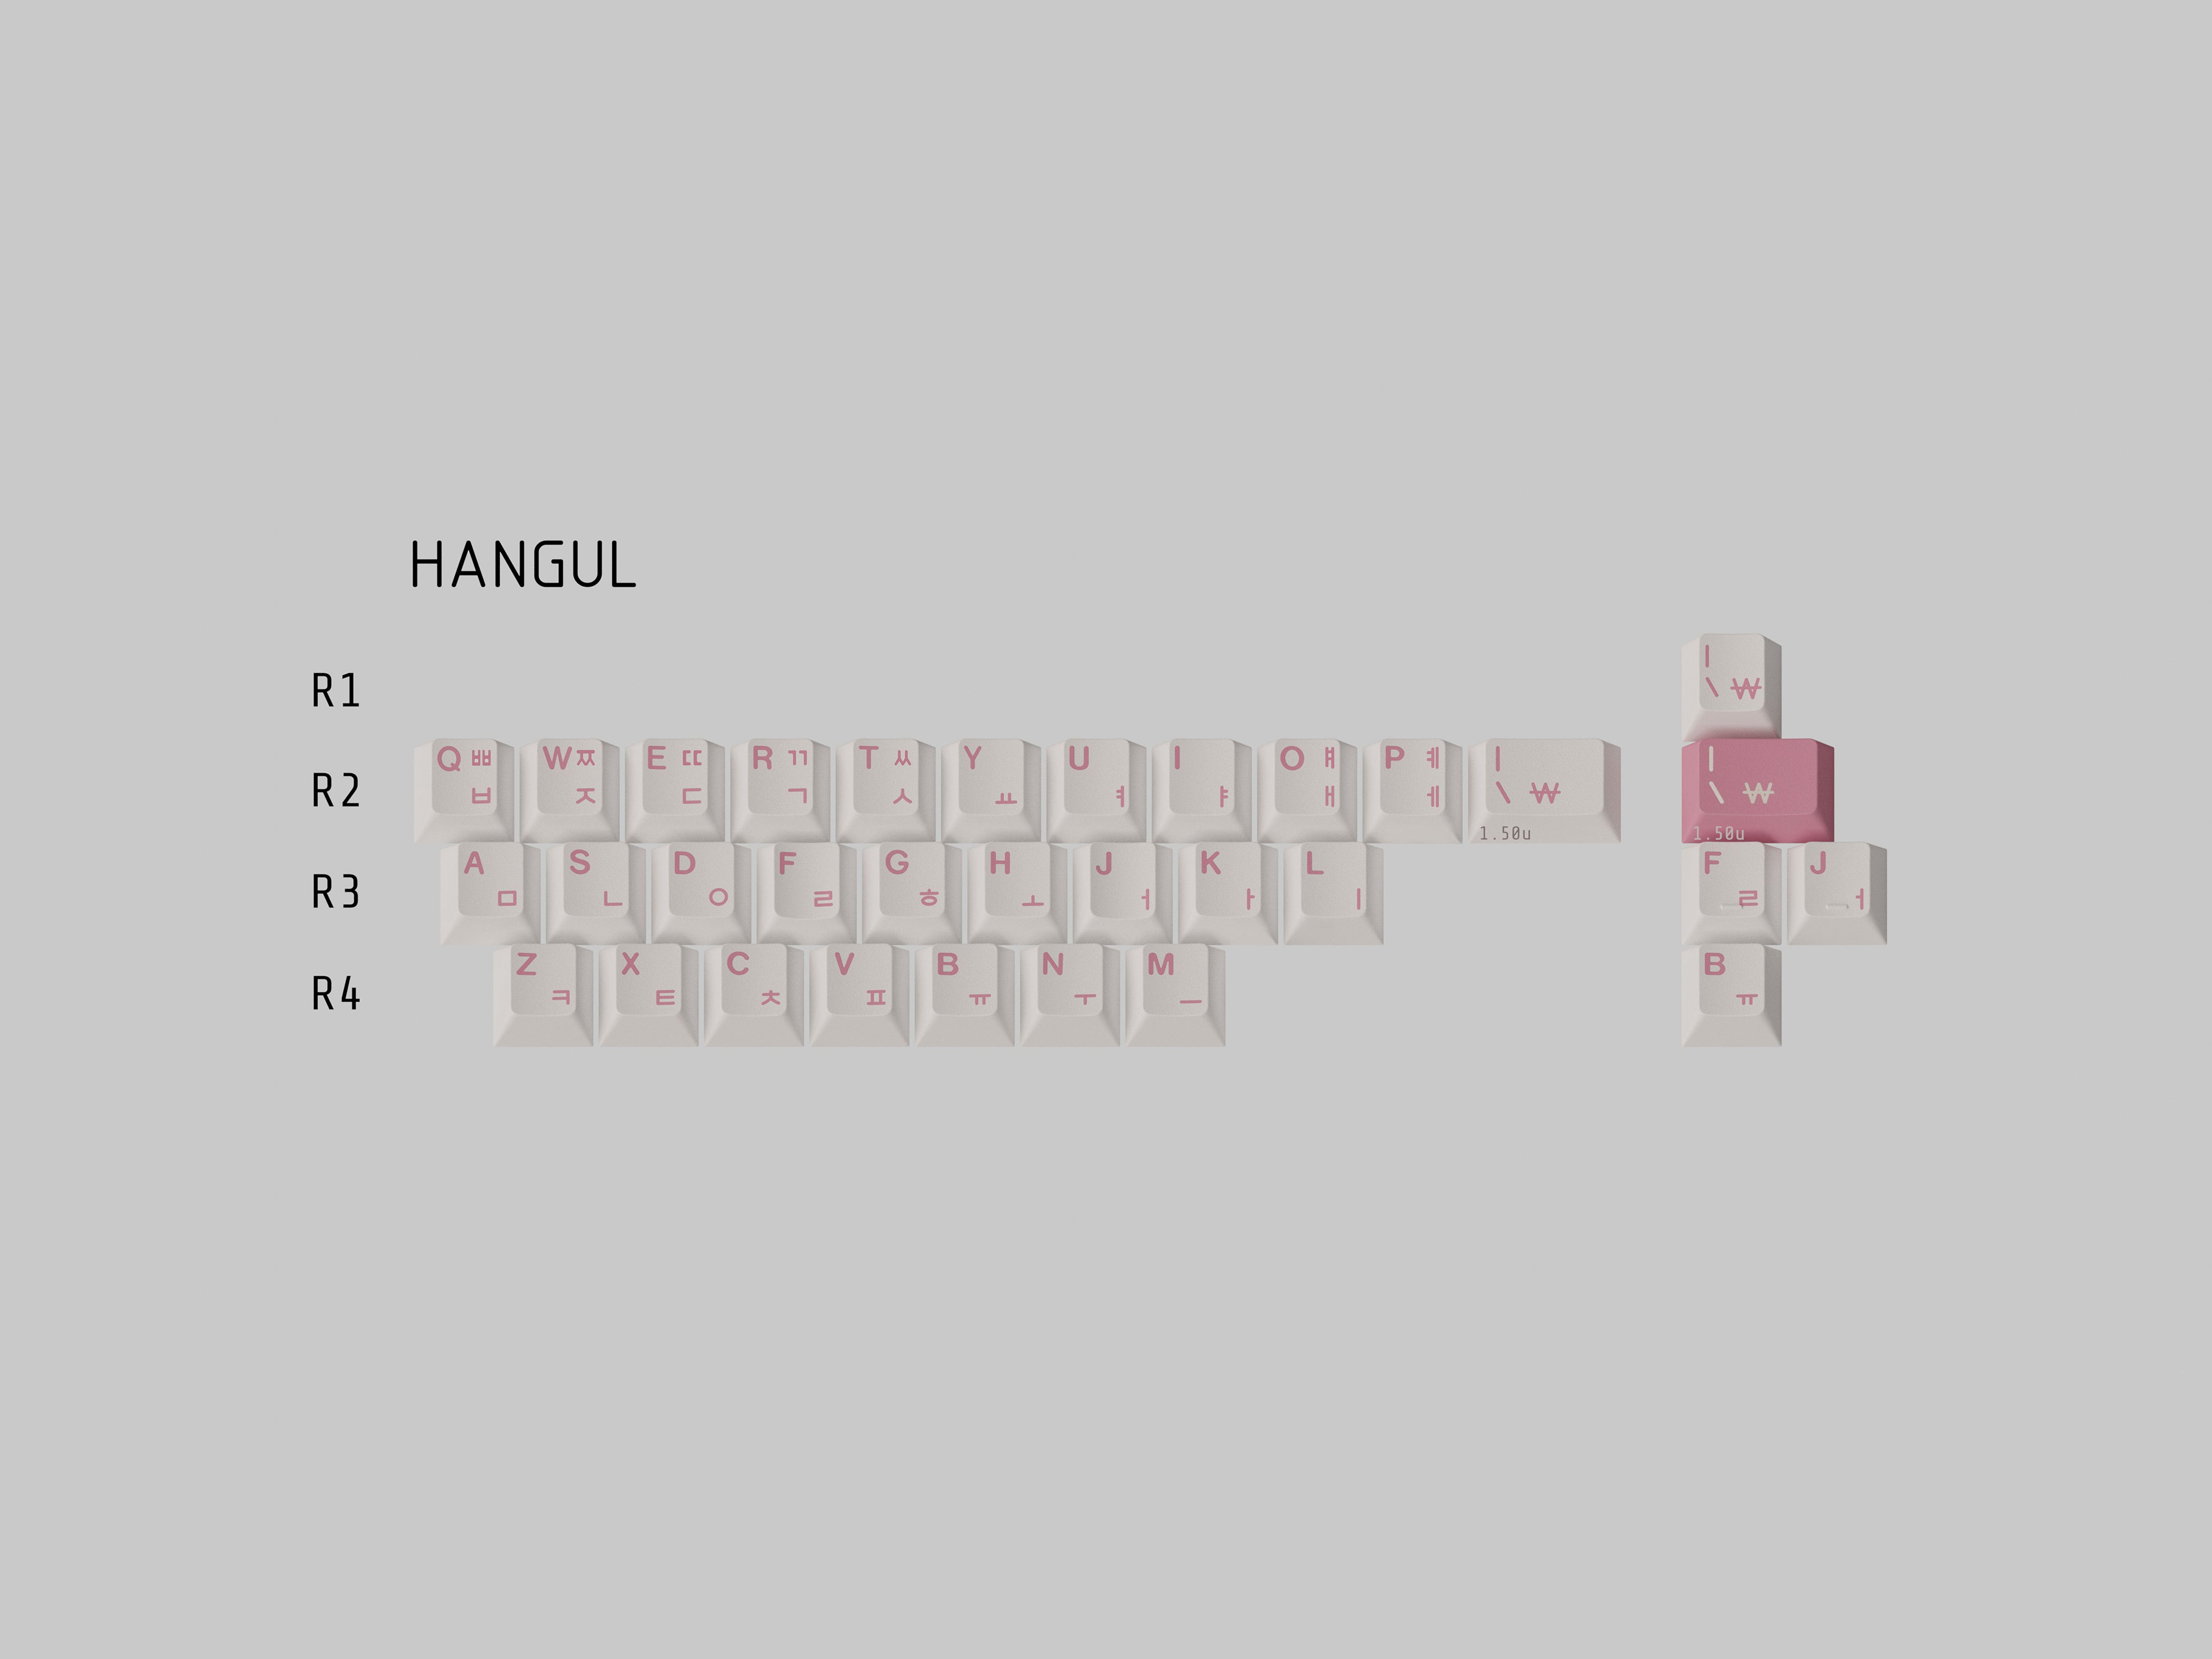 HANGUL
R1
| \ ₩
R2
Q ㅃ ㅂ W ㅉ ㅈ E ㄸ ㄷ R ㄲ ㄱ T ㅆ ㅅ Y ㅛ U ㅕ I ㅑ O ㅒ ㅐ P ㅖ ㅔ | \ ₩ 1.50u | \ ₩ 1.50u
R3
A ㅁ S ㄴ D ㅇ F ㄹ G ㅎ H ㅗ J ㅓ K ㅏ L ㅣ F ㄹ J ㅓ
R4
Z ㅋ X ㅌ C ㅊ V ㅍ B ㅠ N ㅜ M ㅡ B ㅠ